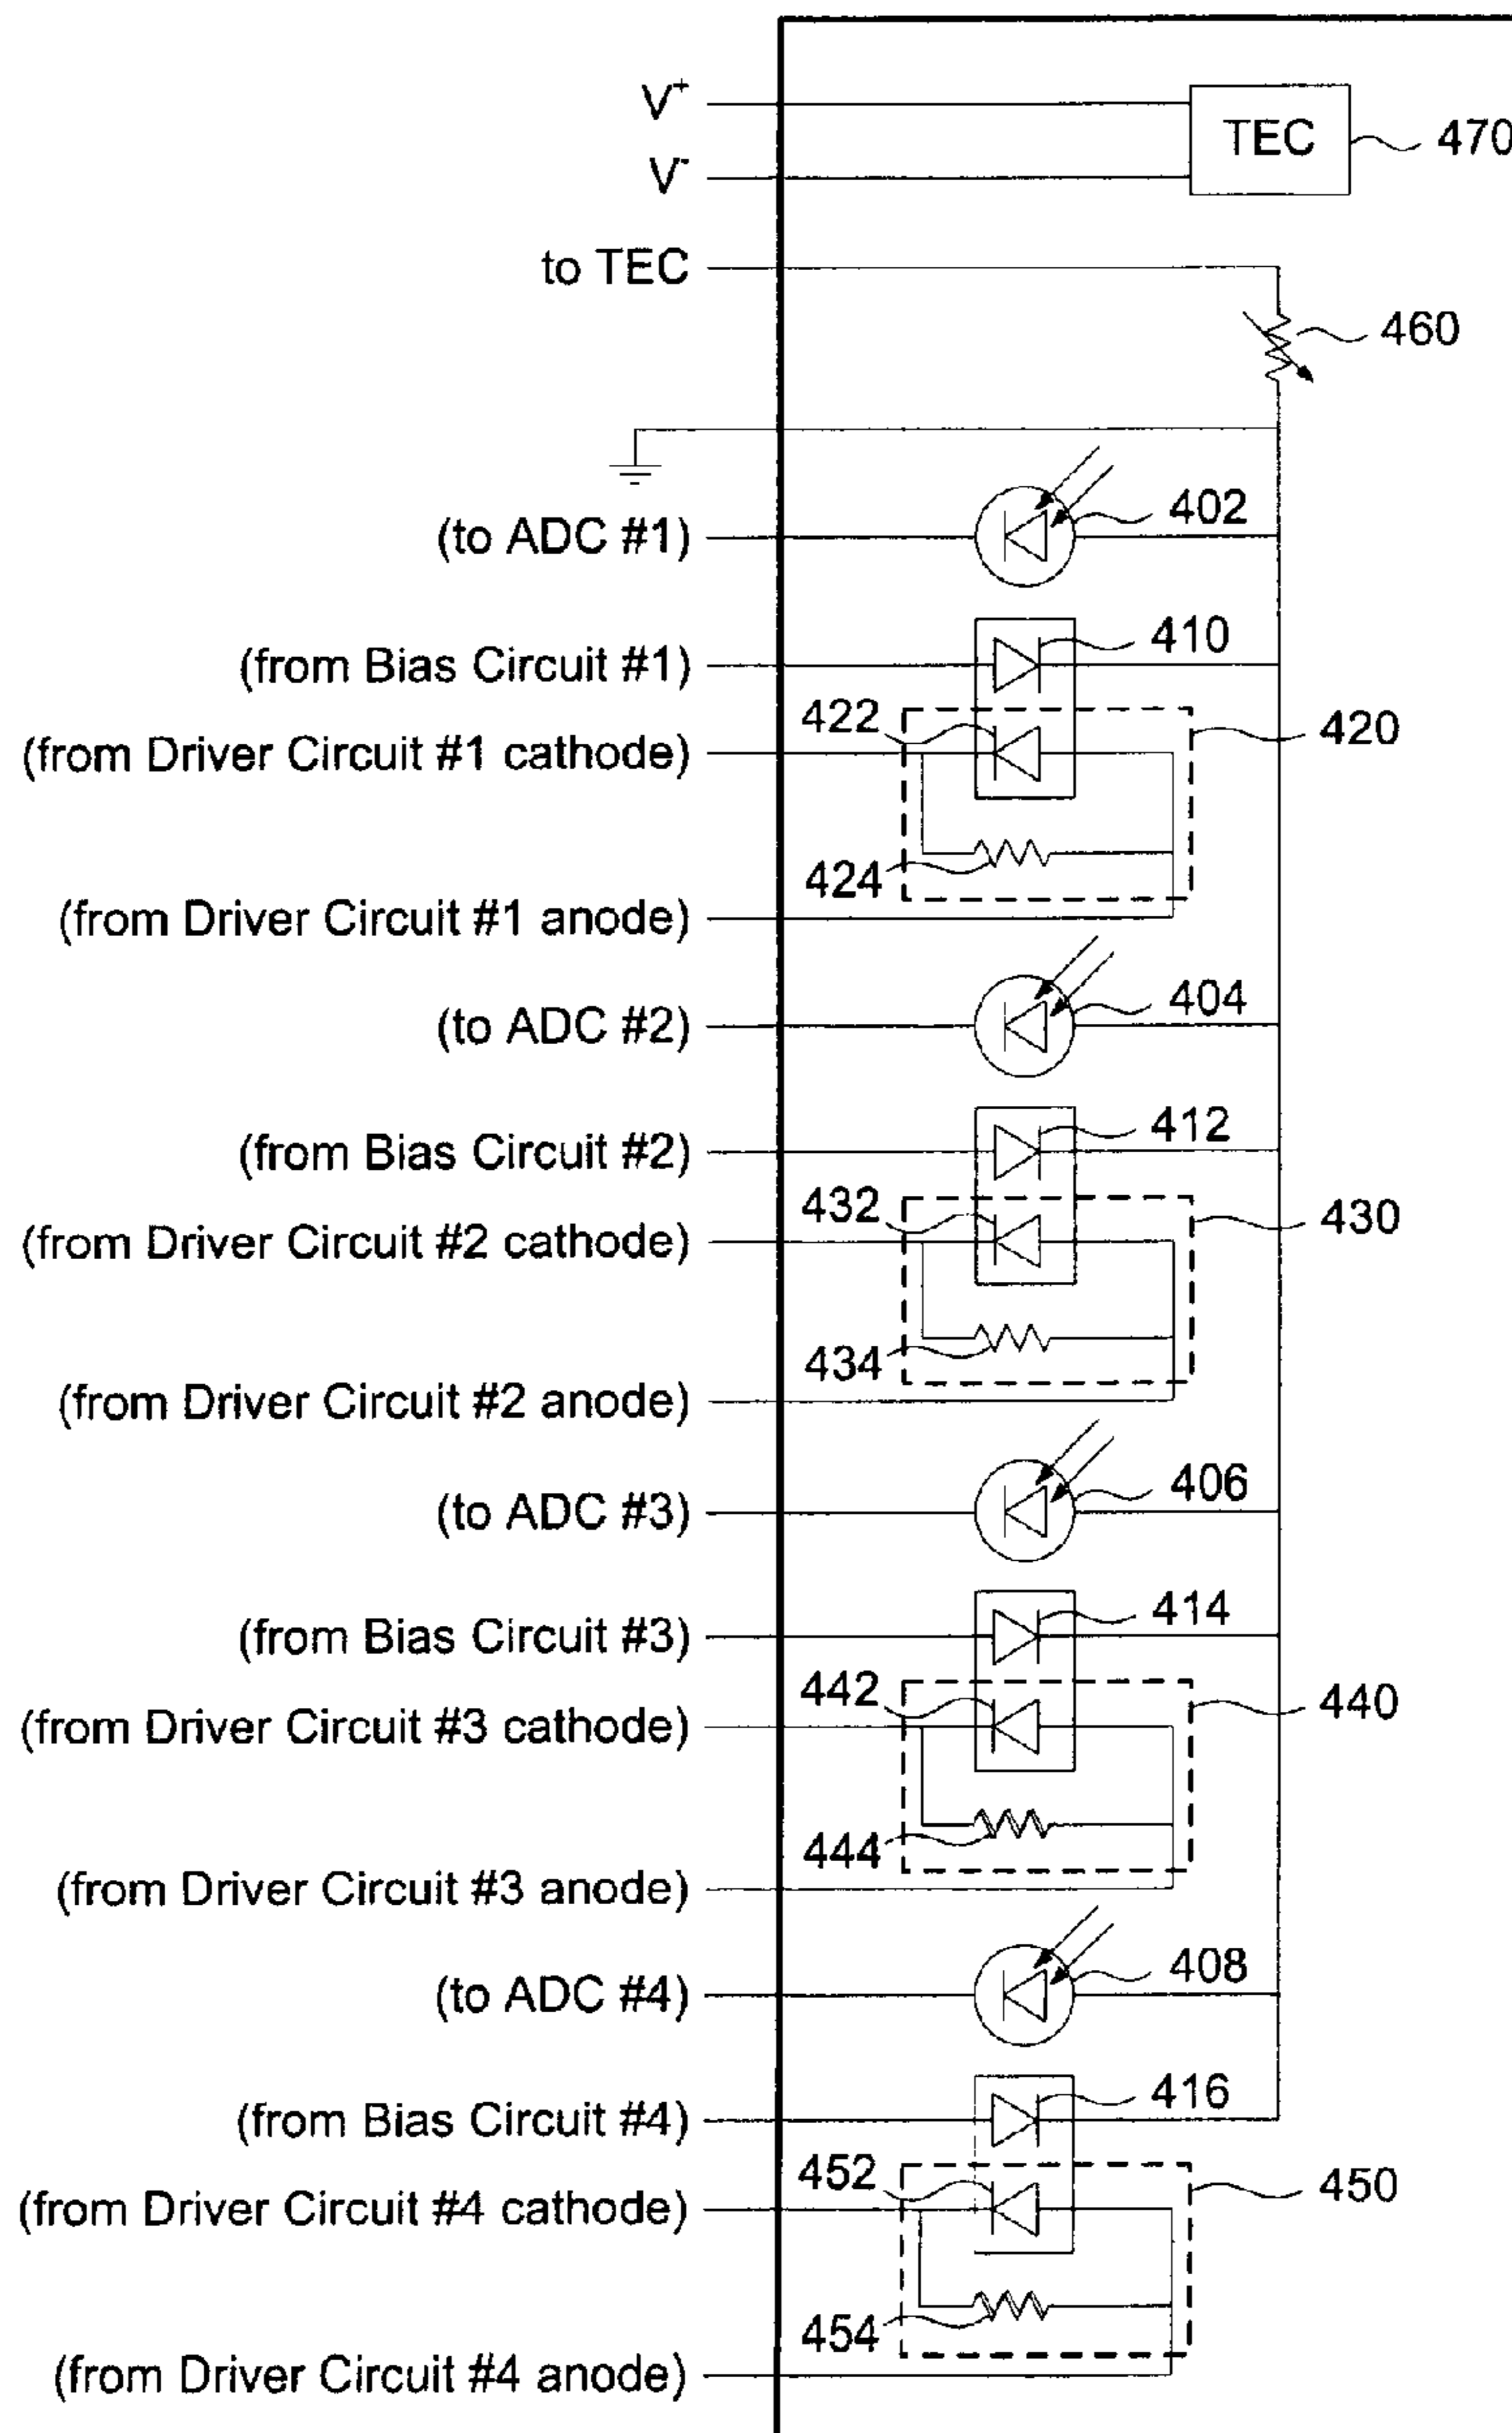 V+
TEC
470
V-
to TEC
460
(to ADC #1)
402
(from Bias Circuit #1)
410
422
420
(from Driver Circuit #1 cathode)
424
(from Driver Circuit #1 anode)
(to ADC #2)
404
(from Bias Circuit #2)
412
432
430
(from Driver Circuit #2 cathode)
434
(from Driver Circuit #2 anode)
(to ADC #3)
406
(from Bias Circuit #3)
414
442
440
(from Driver Circuit #3 cathode)
444
(from Driver Circuit #3 anode)
(to ADC #4)
408
(from Bias Circuit #4)
416
452
450
(from Driver Circuit #4 cathode)
454
(from Driver Circuit #4 anode)